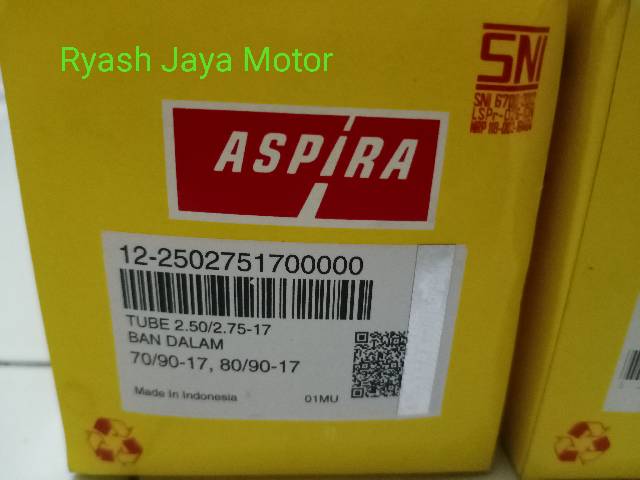 Ryash Jaya Motor
SNI
ASPIRA
12-2502751700000
TUBE 2.50/2.75-17
BAN DALAM
70/90-17, 80/90-17
Made In Indonesia 01MU